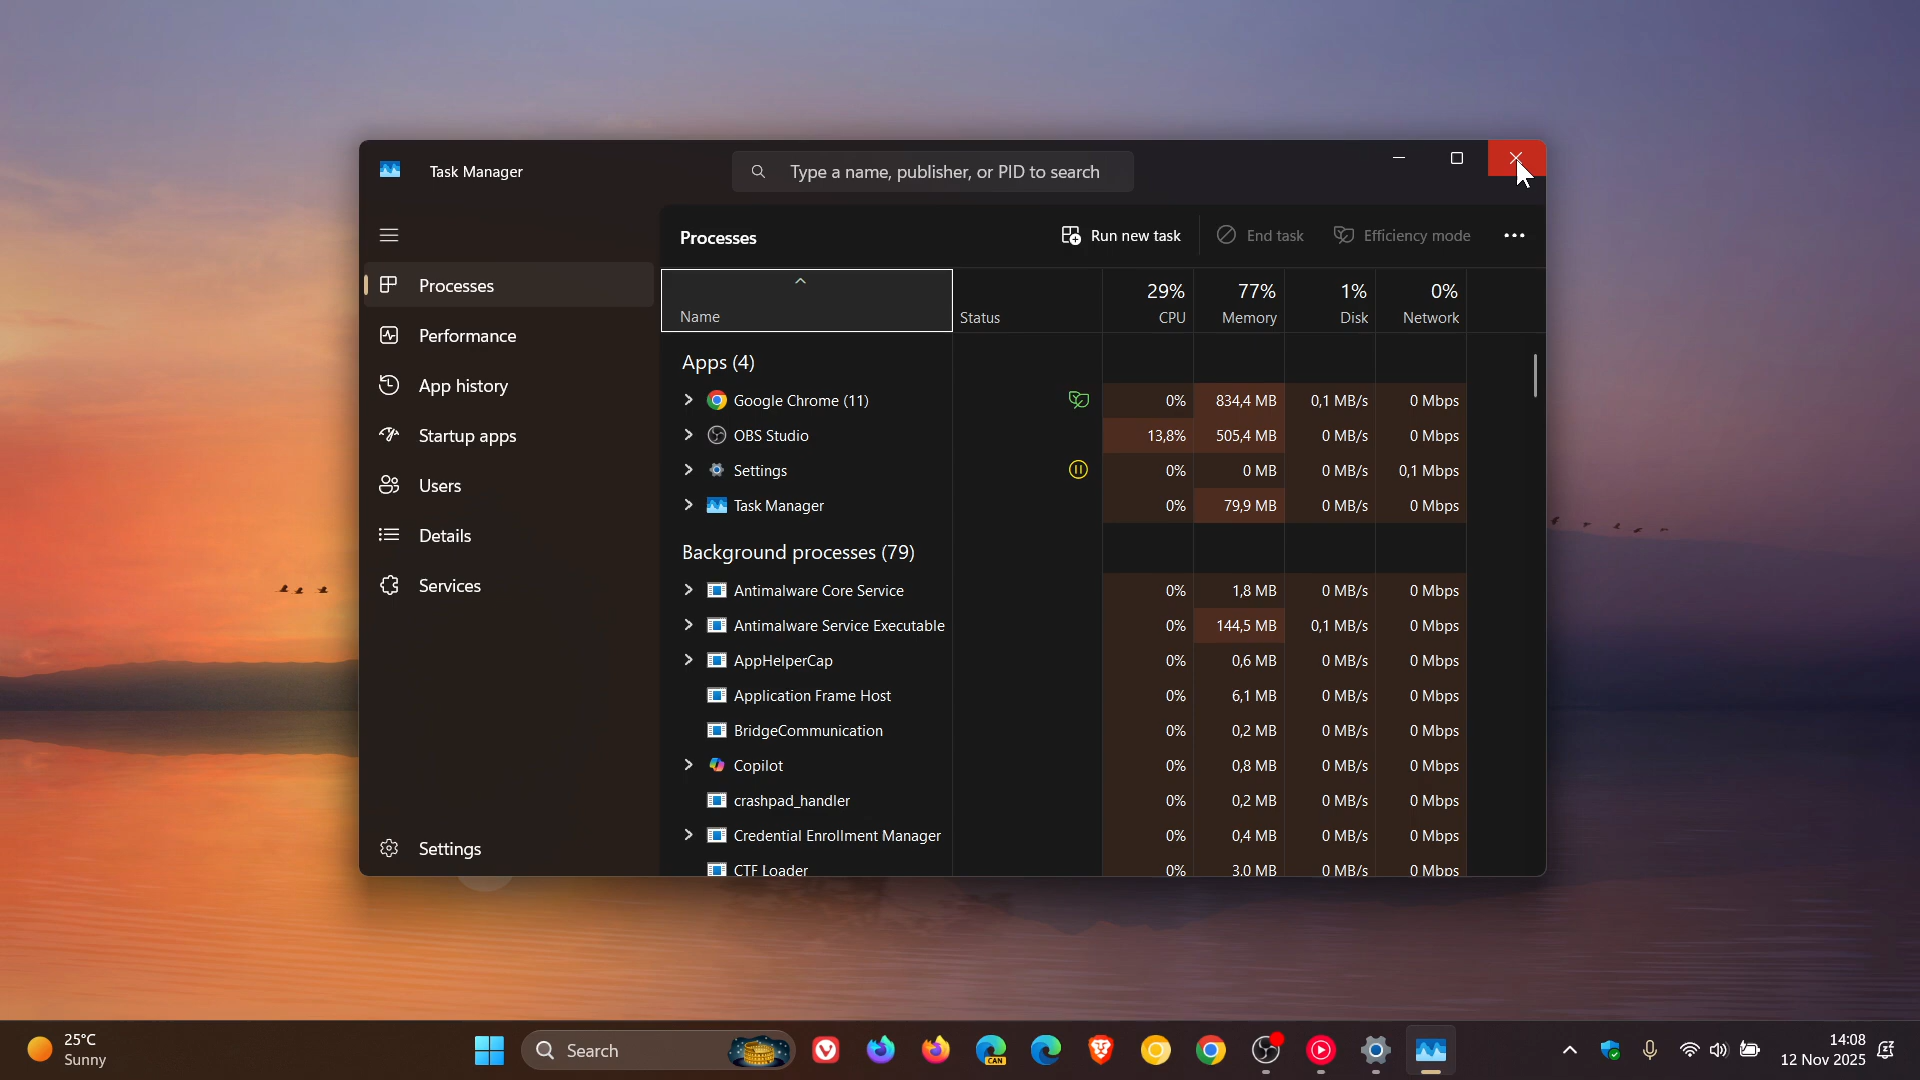 Task Manager
Type a name, publisher, or PID to search
Processes
Performance
App history
Startup apps
Users
Details
Services
Settings
Processes
Run new task
End task
Efficiency mode
Name Status 29% CPU 77% Memory 1% Disk 0% Network
Apps (4)
Google Chrome (11) 0% 834,4 MB 0,1 MB/s 0 Mbps
OBS Studio 13,8% 505,4 MB 0 MB/s 0 Mbps
Settings 0% 0 MB 0 MB/s 0,1 Mbps
Task Manager 0% 79,9 MB 0 MB/s 0 Mbps
Background processes (79)
Antimalware Core Service 0% 1,8 MB 0 MB/s 0 Mbps
Antimalware Service Executable 0% 144,5 MB 0,1 MB/s 0 Mbps
AppHelperCap 0% 0,6 MB 0 MB/s 0 Mbps
Application Frame Host 0% 6,1 MB 0 MB/s 0 Mbps
BridgeCommunication 0% 0,2 MB 0 MB/s 0 Mbps
Copilot 0% 0,8 MB 0 MB/s 0 Mbps
crashpad_handler 0% 0,2 MB 0 MB/s 0 Mbps
Credential Enrollment Manager 0% 0,4 MB 0 MB/s 0 Mbps
CTF Loader 0% 3,0 MB 0 MB/s 0 Mbps
25°C
Sunny
Search
CAN
14:08
12 Nov 2025